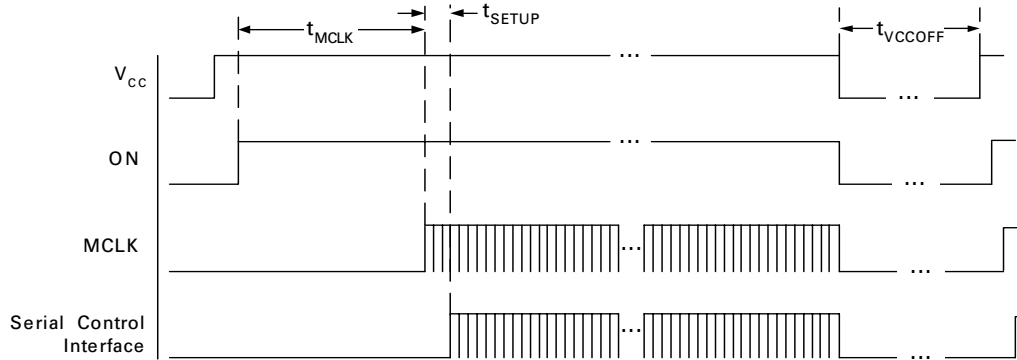 tSETUP
tMCLK
tVCCOFF
VCC
...
...
ON
...
...
MCLK
...
...
...
Serial Control
Interface
...
...
...